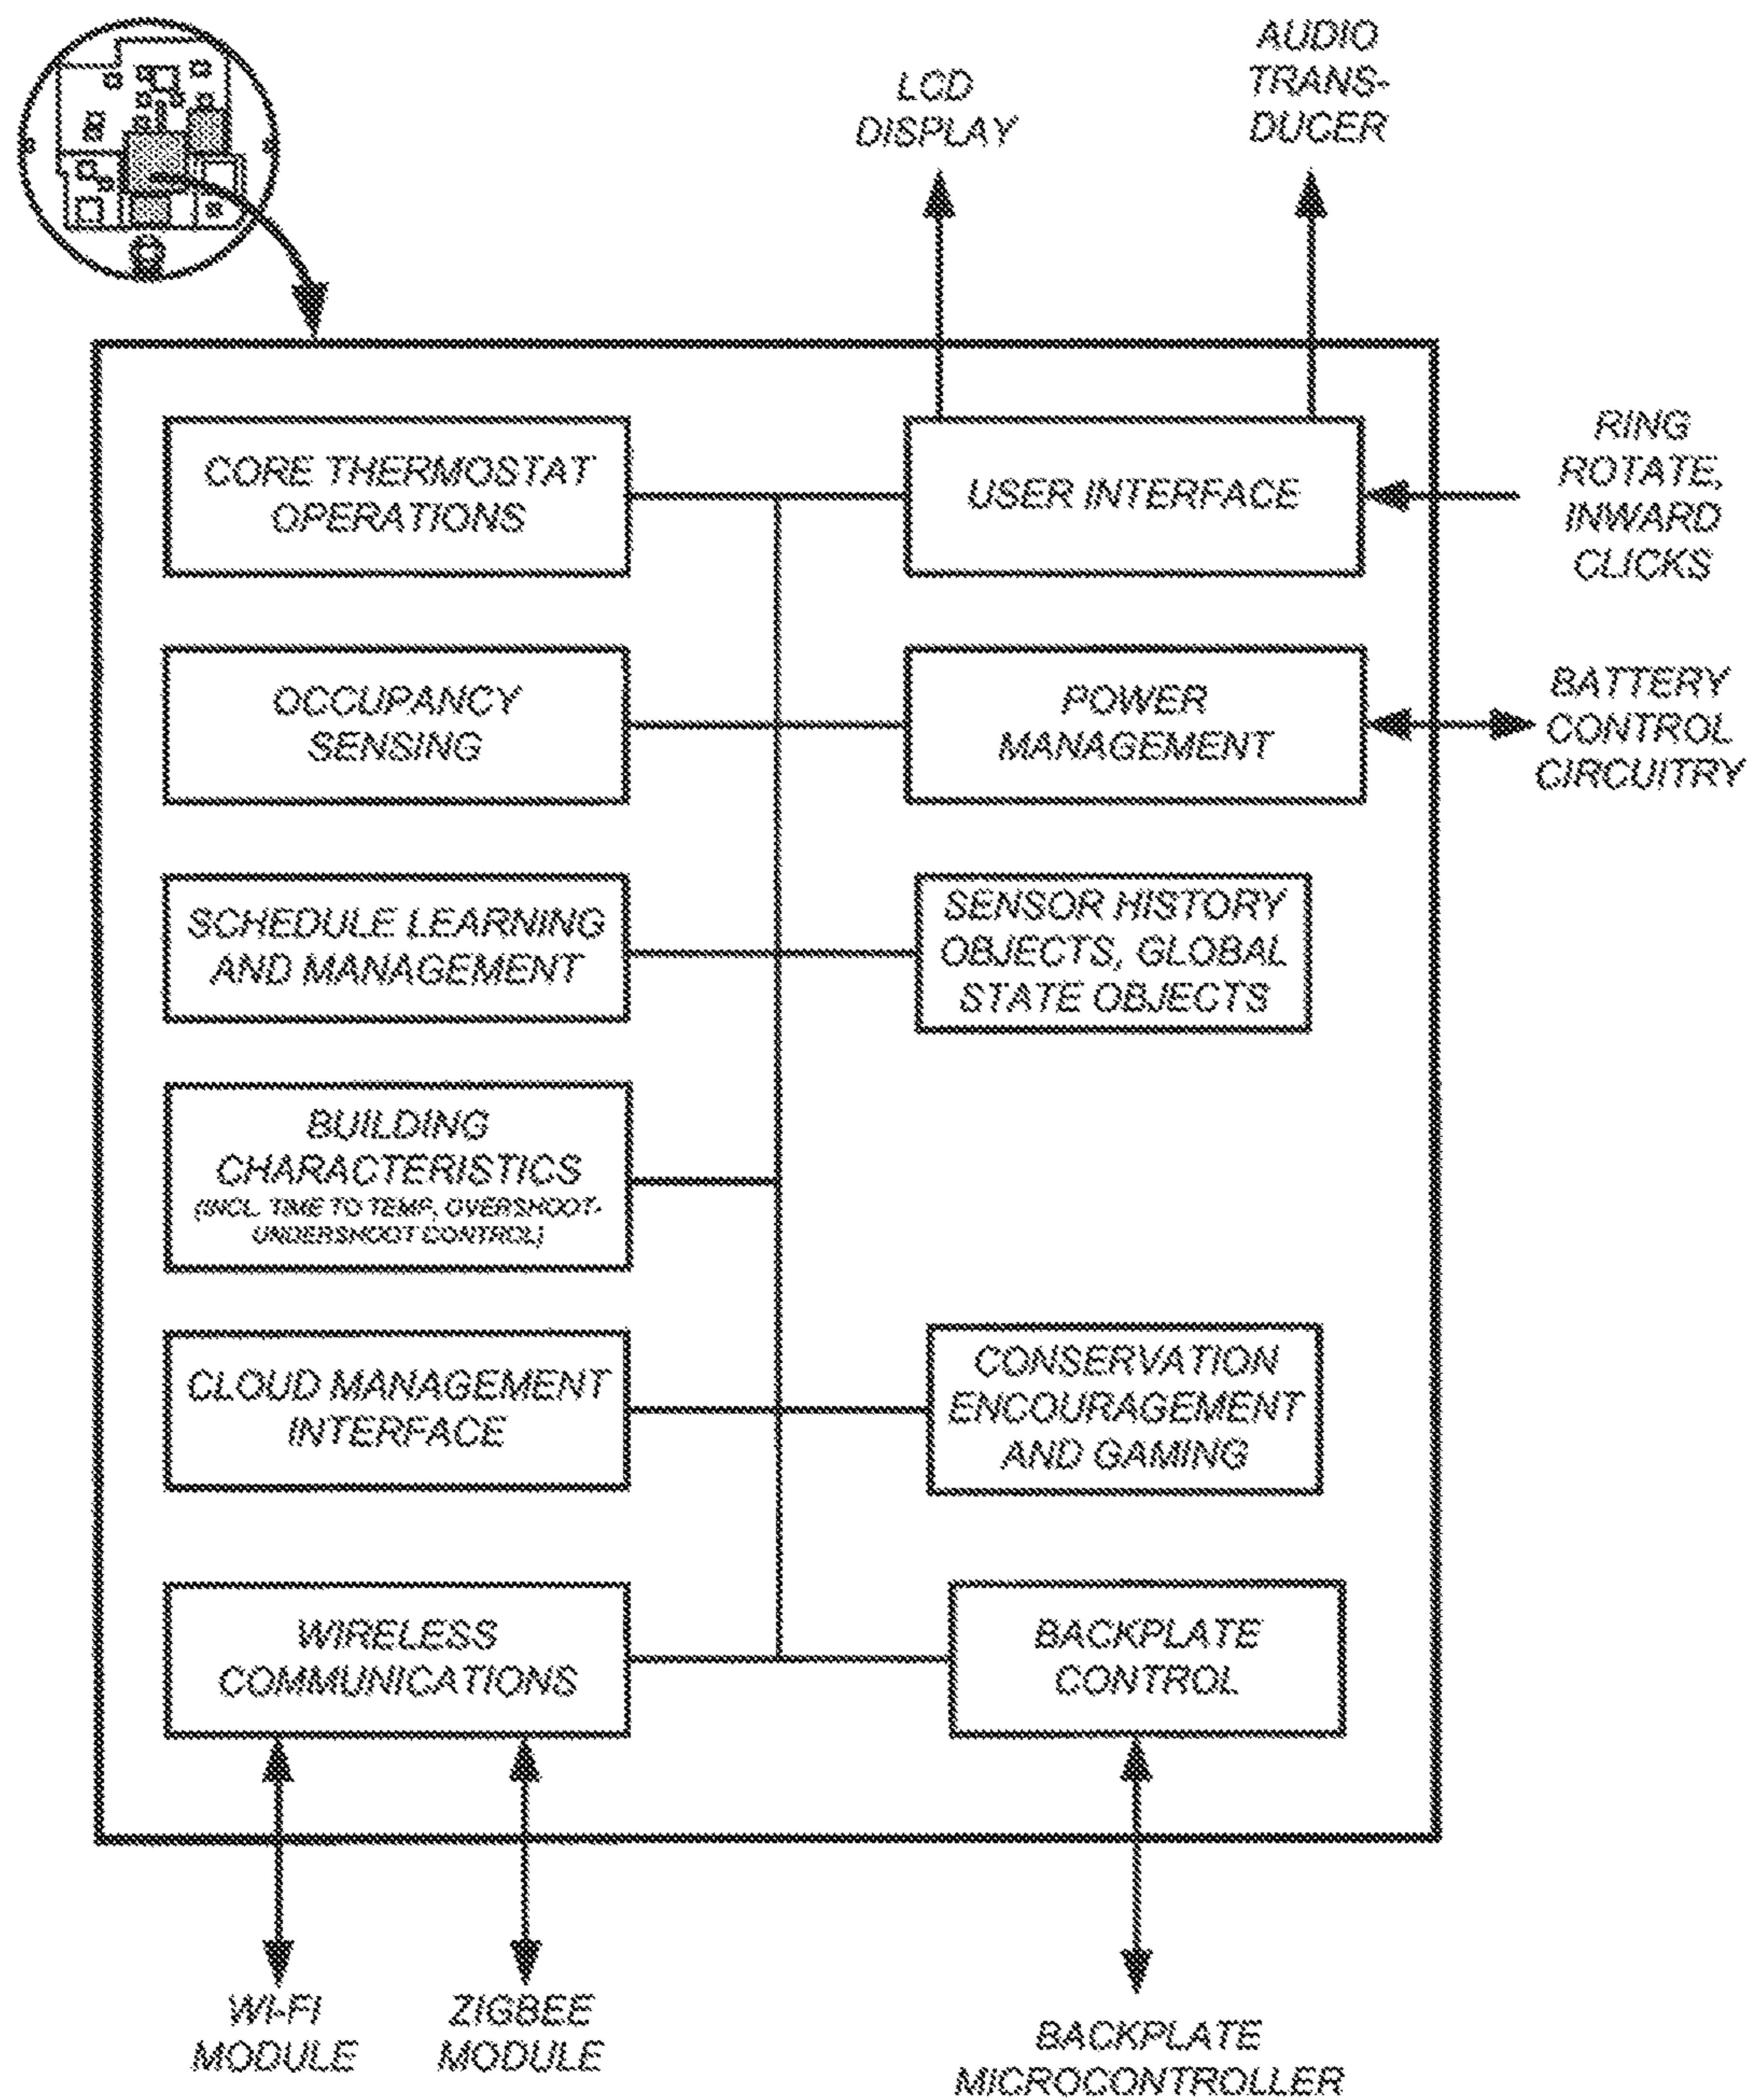 LCD
DISPLAY
AUDIO
TRANS-
DUCER
CORE THERMOSTAT
OPERATIONS
USER INTERFACE
RING
ROTATE,
INWARD
CLICKS
OCCUPANCY
SENSING
POWER
MANAGEMENT
BATTERY
CONTROL
CIRCUITRY
SCHEDULE LEARNING
AND MANAGEMENT
SENSOR HISTORY
OBJECTS, GLOBAL
STATE OBJECTS
BUILDING
CHARACTERISTICS
(INCL. TIME TO TEMP, OVERSHOOT-
UNDERSHOOT CONTROL)
CLOUD MANAGEMENT
INTERFACE
CONSERVATION
ENCOURAGEMENT
AND GAMING
WIRELESS
COMMUNICATIONS
BACKPLATE
CONTROL
WI-FI
MODULE
ZIGBEE
MODULE
BACKPLATE
MICROCONTROLLER